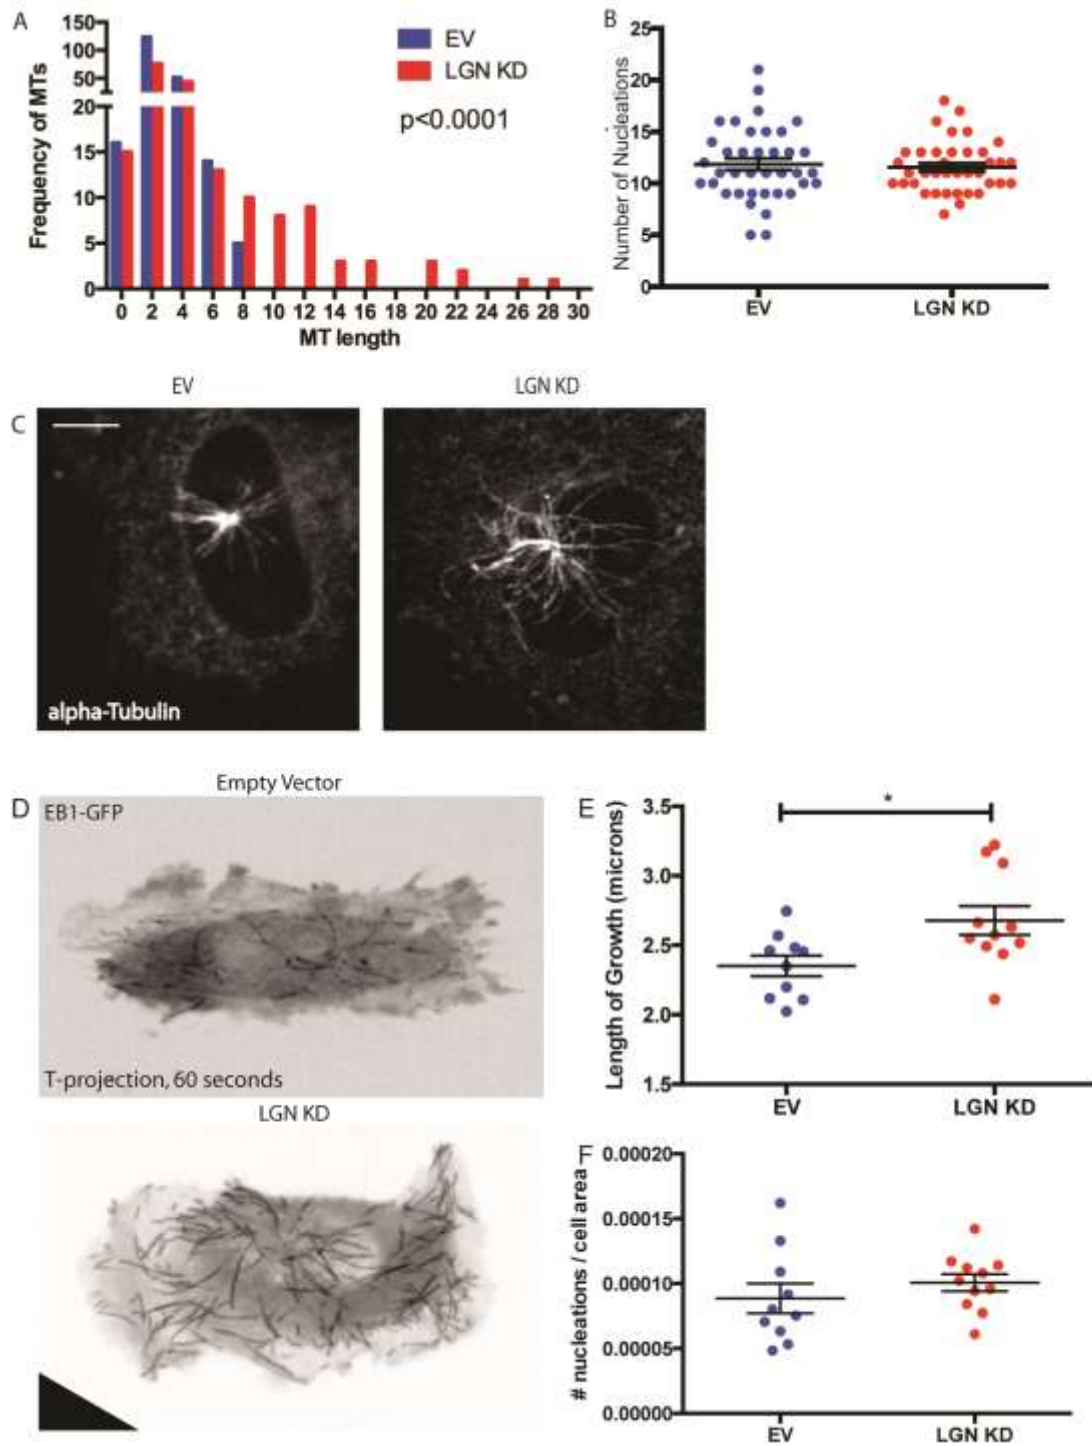 A
Frequency of MTs
150
100
50
20
15
10
5
0
0 2 4 6 8 10 12 14 16 18 20 22 24 26 28 30
MT length
EV
LGN KD
p<0.0001
B
Number of Nucleations
25
20
15
10
5
0
EV LGN KD
EV LGN KD
C
alpha-Tubulin
Empty Vector
D
EB1-GFP
T-projection, 60 seconds
LGN KD
E
Length of Growth (microns)
3.5
3.0
2.5
2.0
1.5
*
EV LGN KD
F
# nucleations / cell area
0.00020
0.00015
0.00010
0.00005
0.00000
EV LGN KD